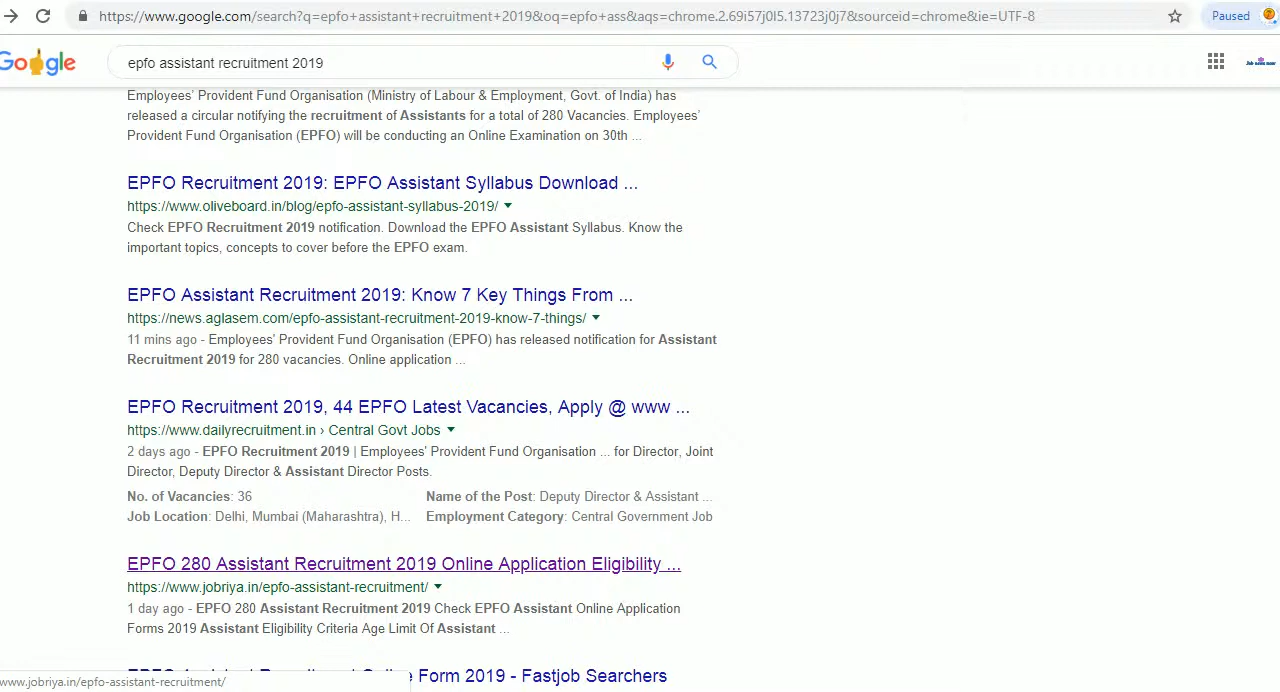 https://www.google.com/search?q=epfo+assistant+recruitment+2019&oq=epfo+ass&aqs=chrome.2.69i57j0l5.13723j0j7&sourceid=chrome&ie=UTF-8
Paused
Google
epfo assistant recruitment 2019
Employees' Provident Fund Organisation (Ministry of Labour & Employment, Govt. of India) has
released a circular notifying the recruitment of Assistants for a total of 280 Vacancies. Employees'
Provident Fund Organisation (EPFO) will be conducting an Online Examination on 30th ...
EPFO Recruitment 2019: EPFO Assistant Syllabus Download ...
https://www.oliveboard.in/blog/epfo-assistant-syllabus-2019/
Check EPFO Recruitment 2019 notification. Download the EPFO Assistant Syllabus. Know the
important topics, concepts to cover before the EPFO exam.
EPFO Assistant Recruitment 2019: Know 7 Key Things From ...
https://news.aglasem.com/epfo-assistant-recruitment-2019-know-7-things/
11 mins ago - Employees' Provident Fund Organisation (EPFO) has released notification for Assistant
Recruitment 2019 for 280 vacancies. Online application ...
EPFO Recruitment 2019, 44 EPFO Latest Vacancies, Apply @ www ...
https://www.dailyrecruitment.in › Central Govt Jobs
2 days ago - EPFO Recruitment 2019 | Employees' Provident Fund Organisation ... for Director, Joint
Director, Deputy Director & Assistant Director Posts.
No. of Vacancies: 36 Name of the Post: Deputy Director & Assistant ...
Job Location: Delhi, Mumbai (Maharashtra), H... Employment Category: Central Government Job
EPFO 280 Assistant Recruitment 2019 Online Application Eligibility ...
https://www.jobriya.in/epfo-assistant-recruitment/
1 day ago - EPFO 280 Assistant Recruitment 2019 Check EPFO Assistant Online Application
Forms 2019 Assistant Eligibility Criteria Age Limit Of Assistant ...
EPFO Assistant Recruitment Online Form 2019 - Fastjob Searchers
www.jobriya.in/epfo-assistant-recruitment/